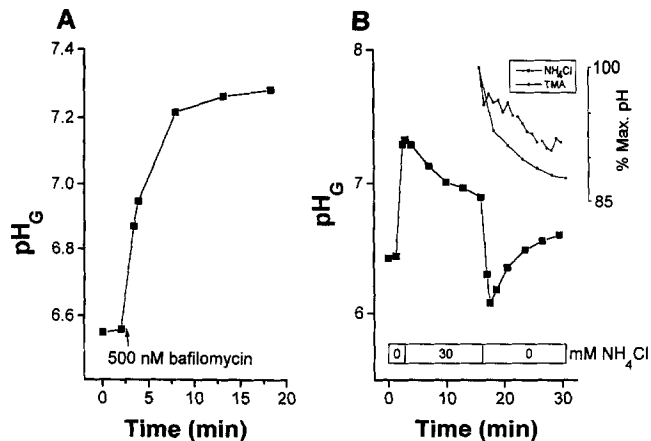 A
7.4
7.2
7.0
6.8
6.6
pHG
500 nM bafilomycin
0
5
10
15
20
Time (min)
B
8
7
6
pHG
NH4Cl
TMA
100
85
% Max. pH
0
30
0
mM NH4Cl
0
10
20
30
Time (min)